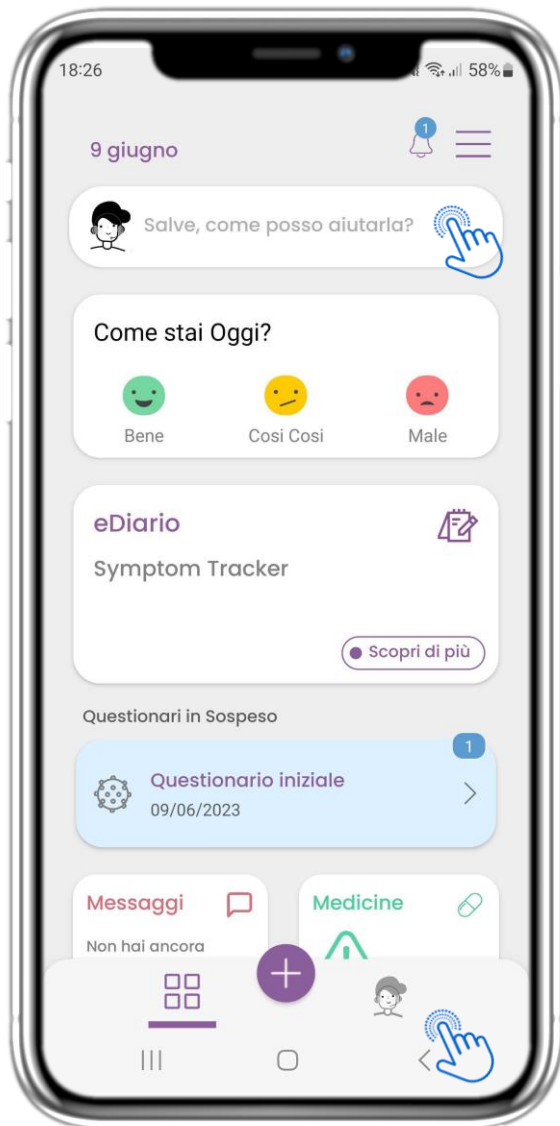 18:26
58%
9 giugno
1
Salve, come posso aiutarla?
Come stai Oggi?
Bene
Cosi Cosi
Male
eDiario
Symptom Tracker
Scopri di più
Questionari in Sospeso
1
Questionario iniziale
09/06/2023
Messaggi
Medicine
Non hai ancora